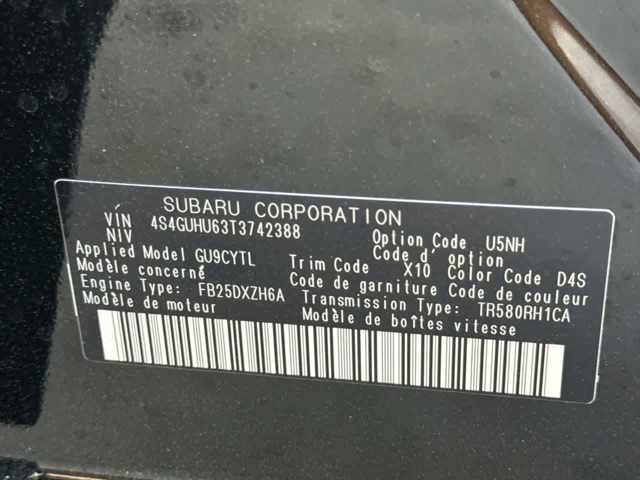 SUBARU CORPORATION
VÍN 4S4GUHU63T3742388
NIV
Option Code U5NH
Code d' option
Applied Model GU9CYTL
Modèle concerné
Trim Code X10 Color Code D4S
Code de garniture Code de couleur
Engine Type: FB25DXZH6A
Modèle de moteur
Transmission Type: TR580RH1CA
Modèle de boîtes vitesse